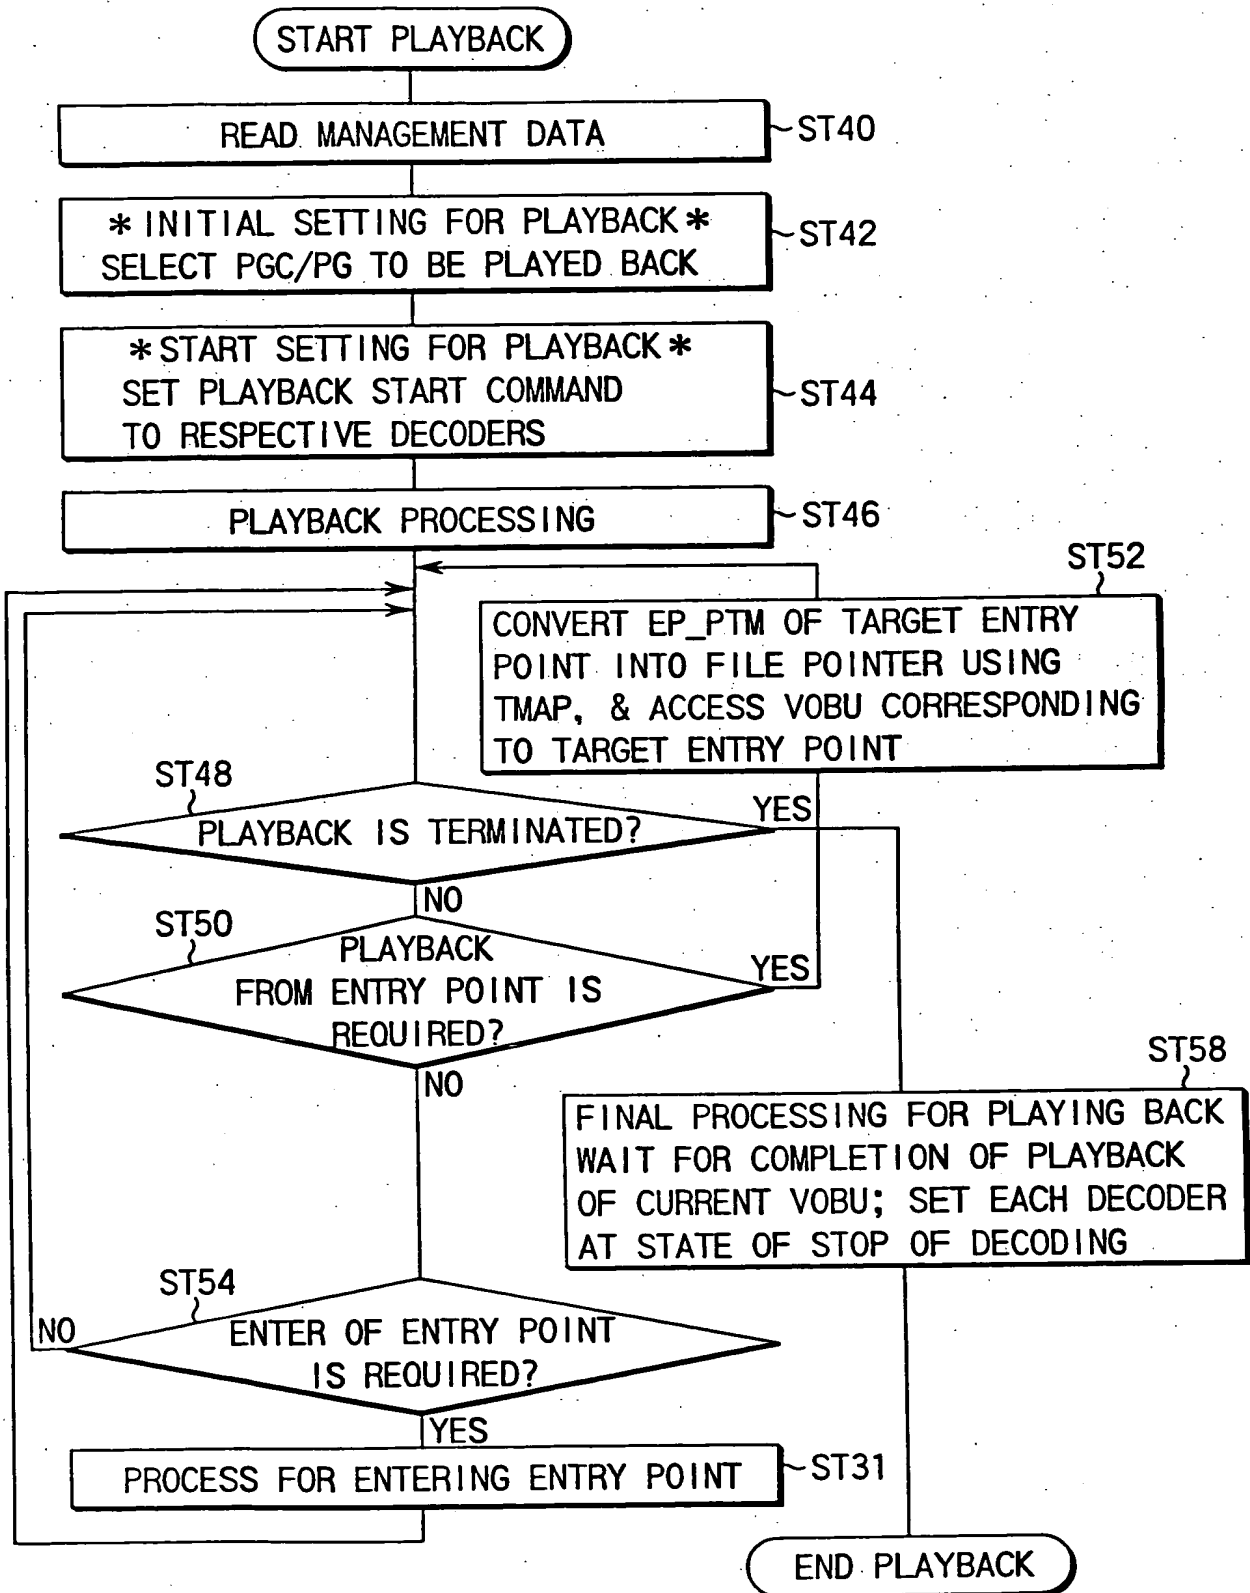 START PLAYBACK
READ MANAGEMENT DATA
ST40
* INITIAL SETTING FOR PLAYBACK *
SELECT PGC/PG TO BE PLAYED BACK
ST42
* START SETTING FOR PLAYBACK *
SET PLAYBACK START COMMAND
TO RESPECTIVE DECODERS
ST44
PLAYBACK PROCESSING
ST46
ST52
CONVERT EP_PTM OF TARGET ENTRY
POINT INTO FILE POINTER USING
TMAP, & ACCESS VOBU CORRESPONDING
TO TARGET ENTRY POINT
ST48
PLAYBACK IS TERMINATED?
YES
NO
ST50
PLAYBACK
FROM ENTRY POINT IS
REQUIRED?
YES
NO
ST58
FINAL PROCESSING FOR PLAYING BACK
WAIT FOR COMPLETION OF PLAYBACK
OF CURRENT VOBU; SET EACH DECODER
AT STATE OF STOP OF DECODING
ST54
NO
ENTER OF ENTRY POINT
IS REQUIRED?
YES
PROCESS FOR ENTERING ENTRY POINT
ST31
END PLAYBACK